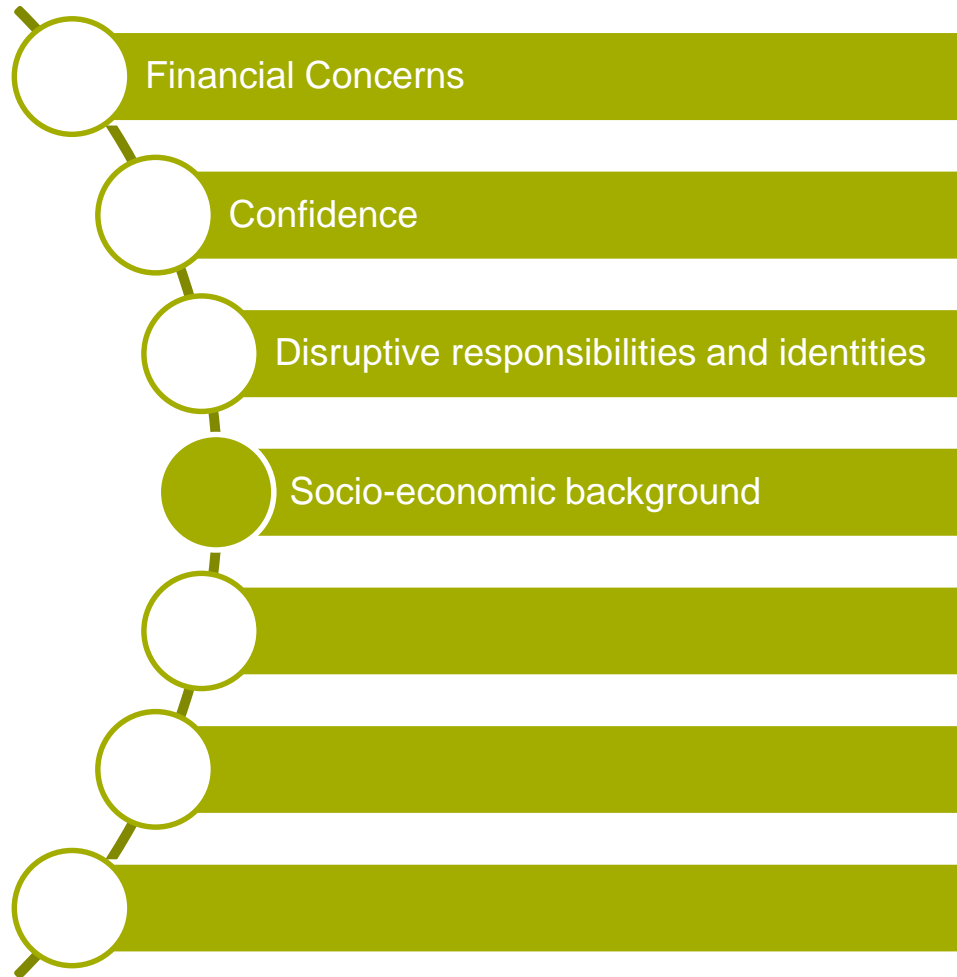 Financial Concerns
Confidence
Disruptive responsibilities and identities
Socio-economic background